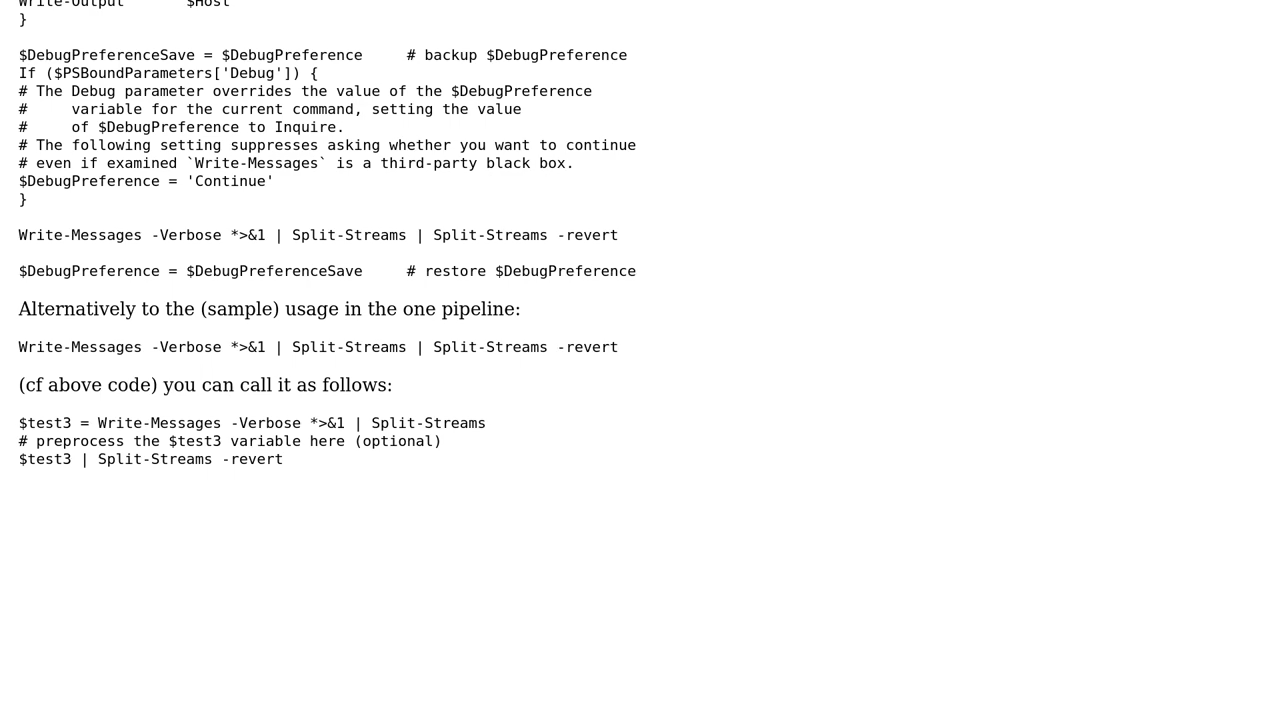 Write-Output       $Host
}
$DebugPreferenceSave = $DebugPreference     # backup $DebugPreference
If ($PSBoundParameters['Debug']) {
# The Debug parameter overrides the value of the $DebugPreference
#     variable for the current command, setting the value
#     of $DebugPreference to Inquire.
# The following setting suppresses asking whether you want to continue
# even if examined `Write-Messages` is a third-party black box.
$DebugPreference = 'Continue'
}
Write-Messages -Verbose *>&1 | Split-Streams | Split-Streams -revert
$DebugPreference = $DebugPreferenceSave     # restore $DebugPreference
Alternatively to the (sample) usage in the one pipeline:
Write-Messages -Verbose *>&1 | Split-Streams | Split-Streams -revert
(cf above code) you can call it as follows:
$test3 = Write-Messages -Verbose *>&1 | Split-Streams
# preprocess the $test3 variable here (optional)
$test3 | Split-Streams -revert